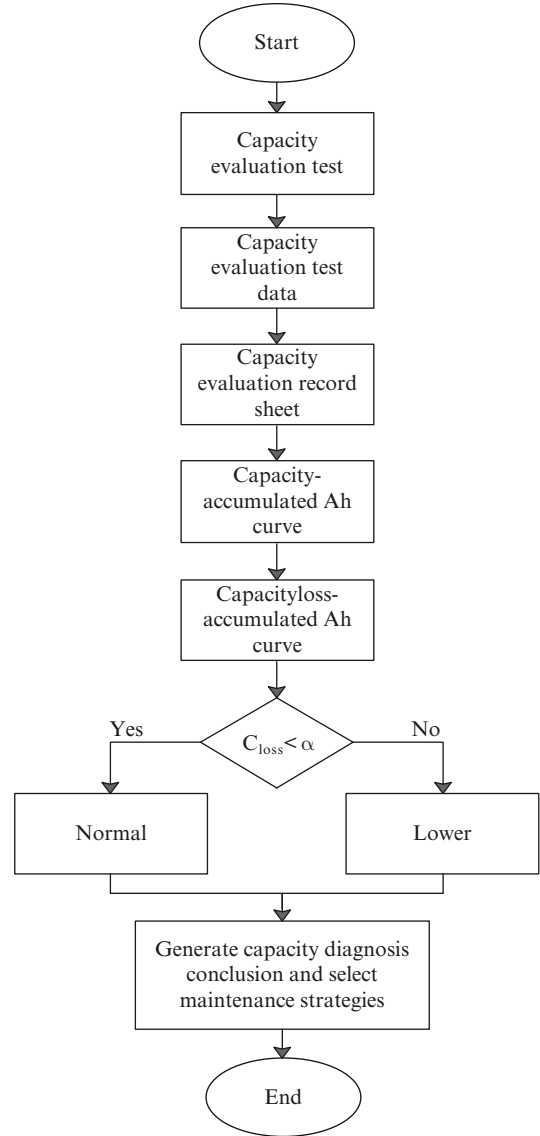 Start
Capacity
evaluation test
Capacity
evaluation test
data
Capacity
evaluation record
sheet
Capacity-
accumulated Ah
curve
Capacityloss-
accumulated Ah
curve
Yes
C_loss < α
No
Normal
Lower
Generate capacity diagnosis
conclusion and select
maintenance strategies
End